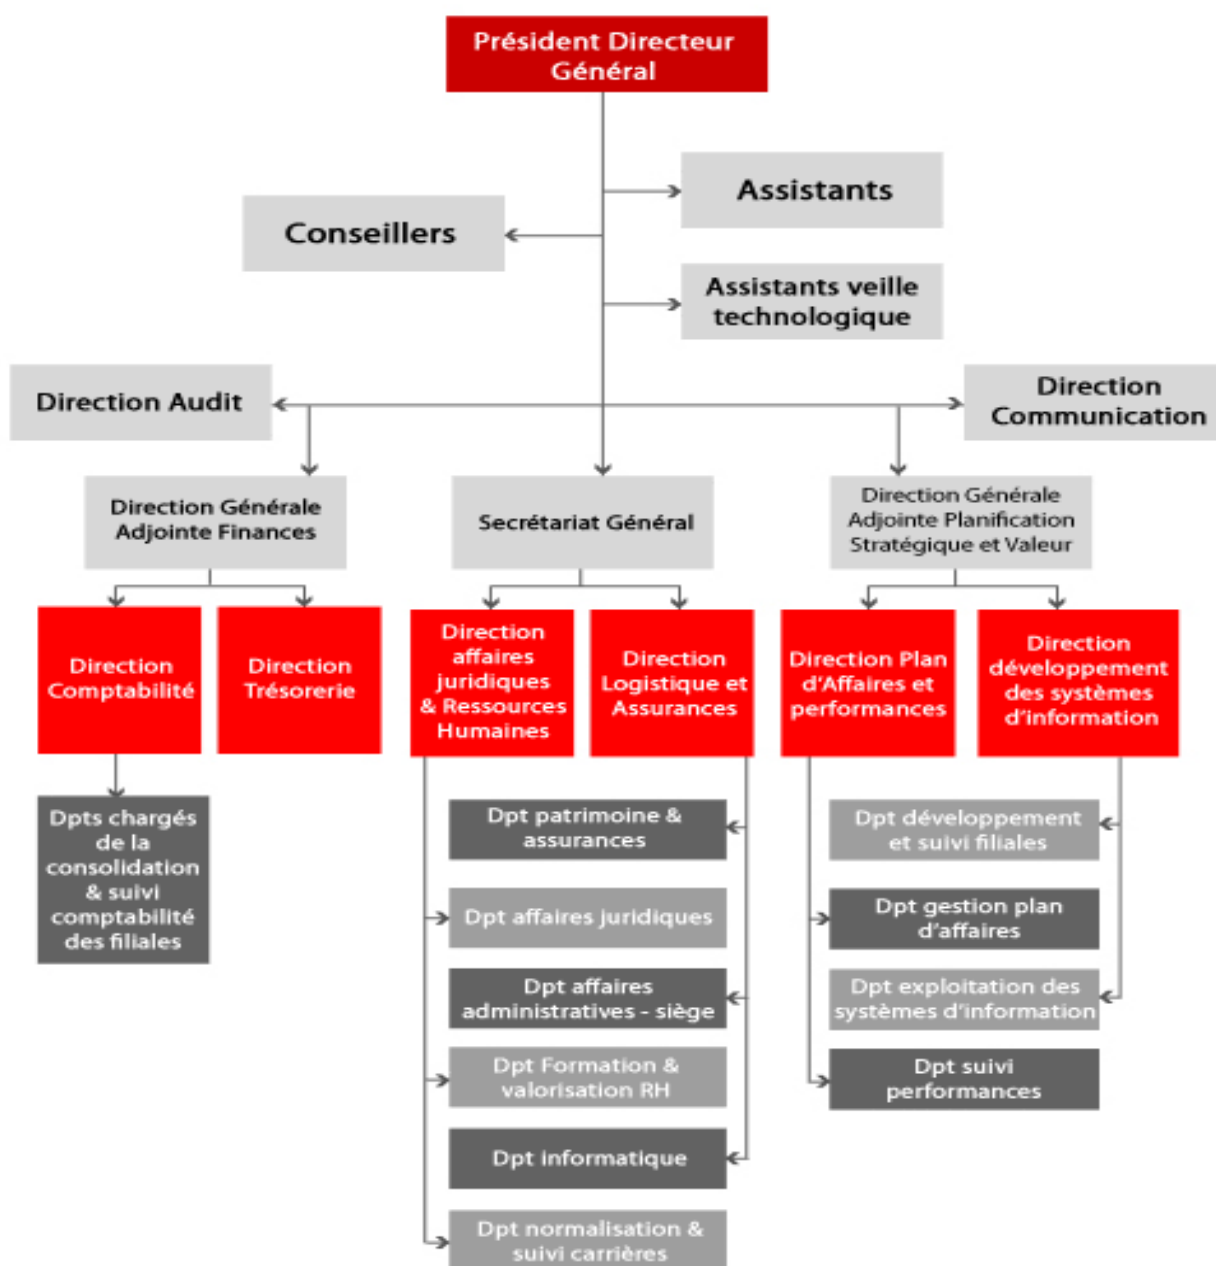 Président Directeur
Général
Assistants
Conseillers
Assistants veille
technologique
Direction Audit
Direction
Communication
Direction Générale
Adjointe Finances
Secrétariat Général
Direction Générale
Adjointe Planification
Stratégique et Valeur
Direction
Comptabilité
Direction
Trésorerie
Direction
affaires
juridiques
& Ressources
Humaines
Direction
Logistique et
Assurances
Direction Plan
d'Affaires et
performances
Direction
développement
des systèmes
d'information
Dpts chargés
de la
consolidation
& suivi
comptabilité
des filiales
Dpt patrimoine &
assurances
Dpt affaires juridiques
Dpt affaires
administratives - siège
Dpt Formation &
valorisation RH
Dpt informatique
Dpt normalisation &
suivi carrières
Dpt développement
et suivi filiales
Dpt gestion plan
d'affaires
Dpt exploitation des
systèmes d'information
Dpt suivi
performances